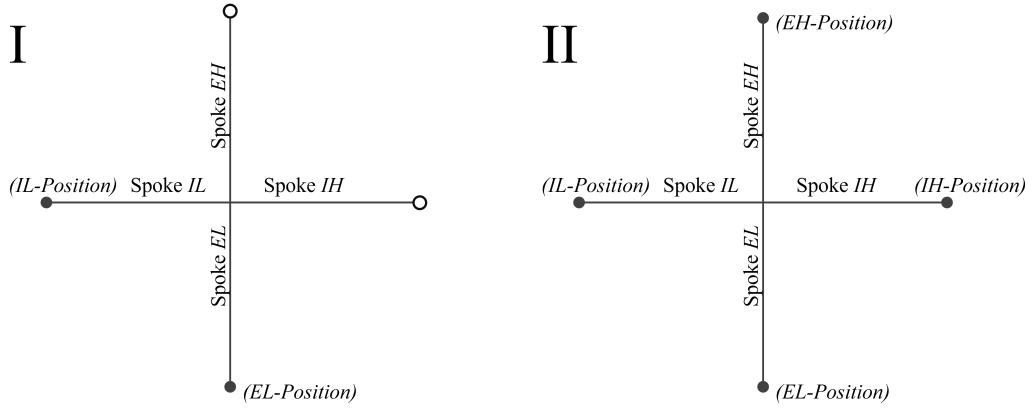 I
Spoke EH
(IL-Position)
Spoke IL
Spoke IH
Spoke EL
(EL-Position)
II
(EH-Position)
Spoke EH
(IL-Position)
Spoke IL
Spoke IH
(IH-Position)
Spoke EL
(EL-Position)